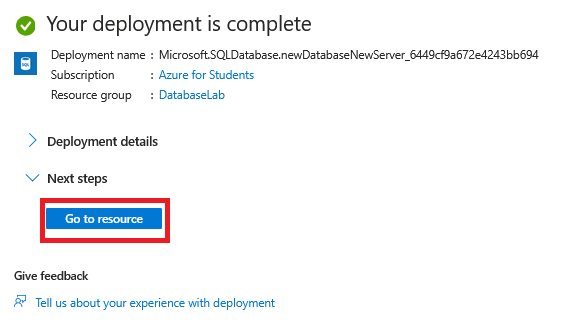 Your deployment is complete
Deployment name : Microsoft.SQLDatabase.newDatabaseNewServer_6449cf9a672e4243bb694
Subscription : Azure for Students
Resource group : DatabaseLab
Deployment details
Next steps
Go to resource
Give feedback
Tell us about your experience with deployment